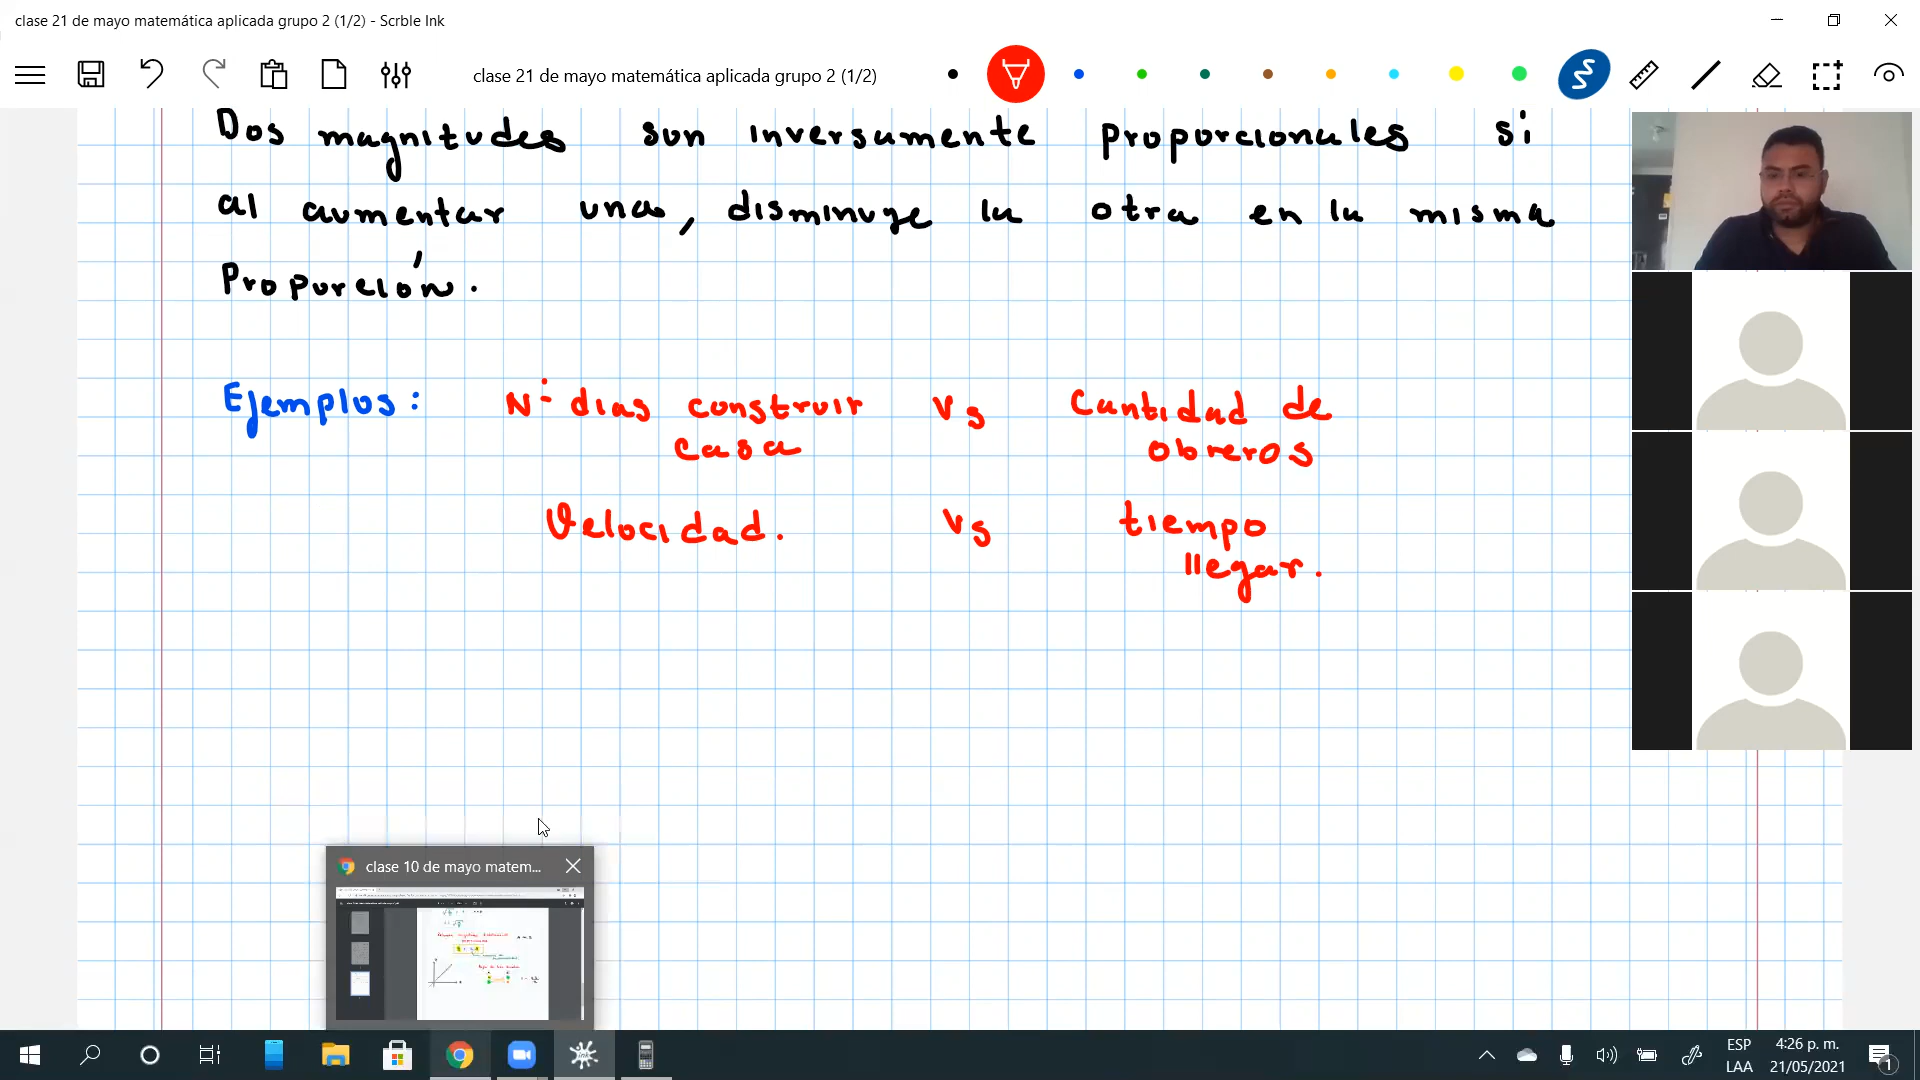 clase 21 de mayo matemática aplicada grupo 2 (1/2) - Scrble Ink
clase 21 de mayo matemática aplicada grupo 2 (1/2)
Dos magnitudes son inversamente proporcionales si
al aumentar una, disminuye la otra en la misma
Proporción.
Ejemplos: N° dias construir vs Cantidad de
casa obreros
Velocidad. vs tiempo
llegar.
clase 10 de mayo matem...
ESP 4:26 p. m.
LAA 21/05/2021
1